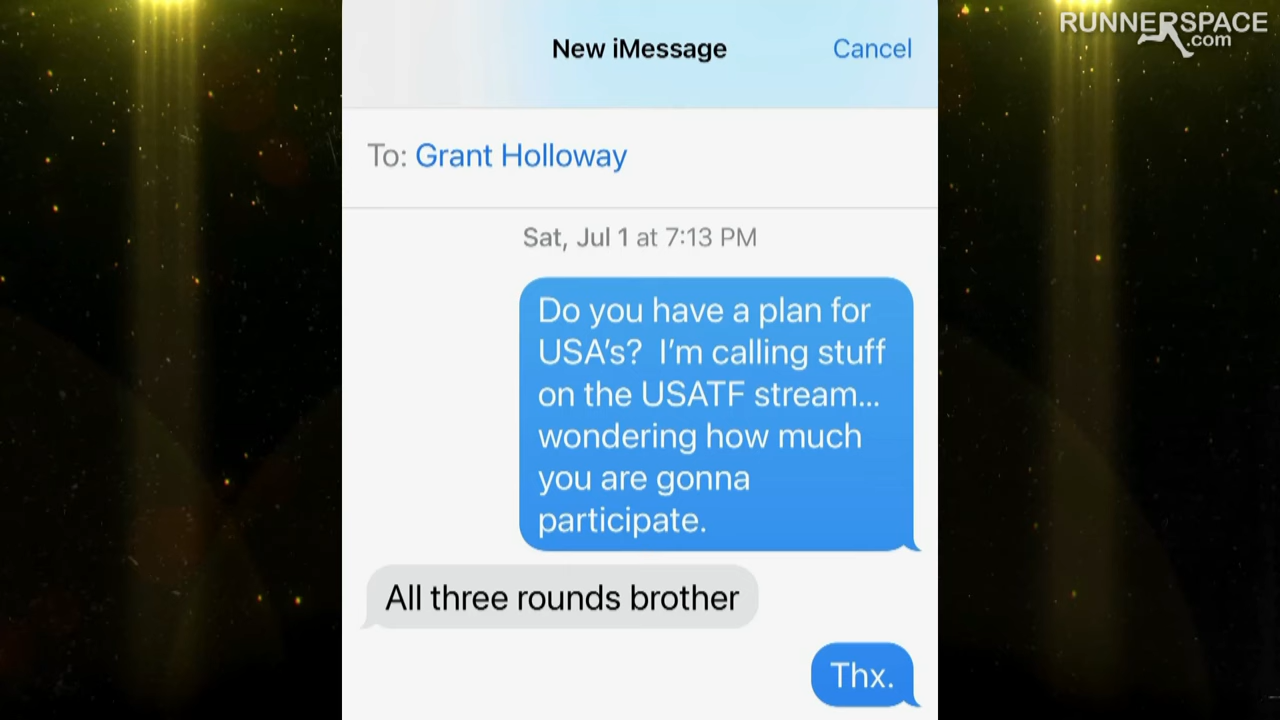 RUNNERSPACE
.com
New iMessage
Cancel
To: Grant Holloway
Sat, Jul 1 at 7:13 PM
Do you have a plan for
USA's?  I'm calling stuff
on the USATF stream...
wondering how much
you are gonna
participate.
All three rounds brother
Thx.